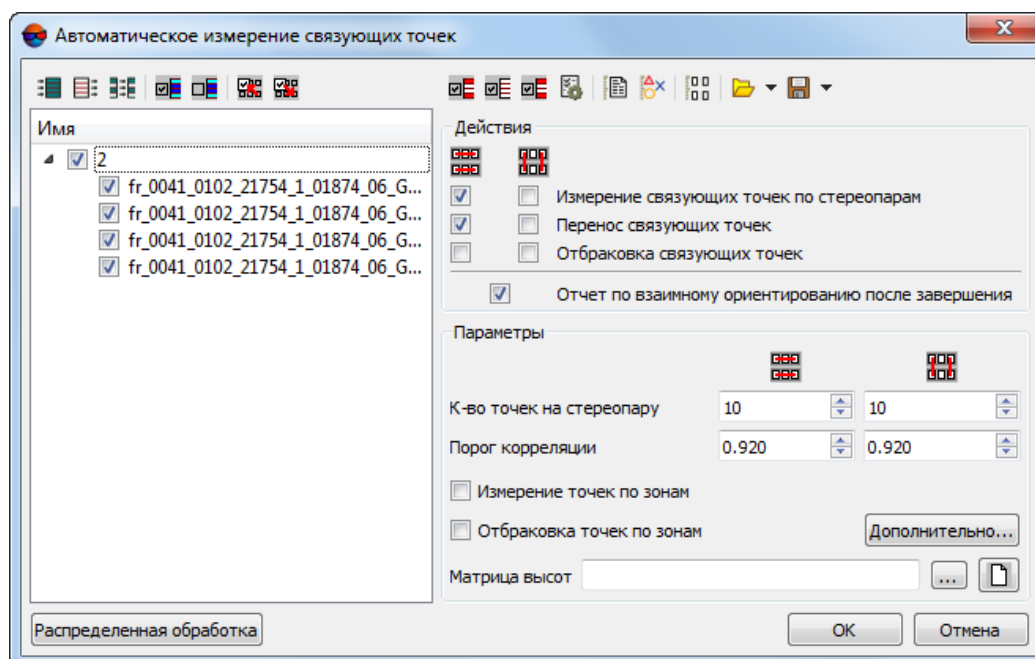 Автоматическое измерение связующих точек
Имя
2
fr_0041_0102_21754_1_01874_06_G...
fr_0041_0102_21754_1_01874_06_G...
fr_0041_0102_21754_1_01874_06_G...
fr_0041_0102_21754_1_01874_06_G...
Действия
Измерение связующих точек по стереопарам
Перенос связующих точек
Отбраковка связующих точек
Отчет по взаимному ориентированию после завершения
Параметры
К-во точек на стереопару 10 10
Порог корреляции 0.920 0.920
Измерение точек по зонам
Отбраковка точек по зонам Дополнительно...
Матрица высот ...
Распределенная обработка OK Отмена